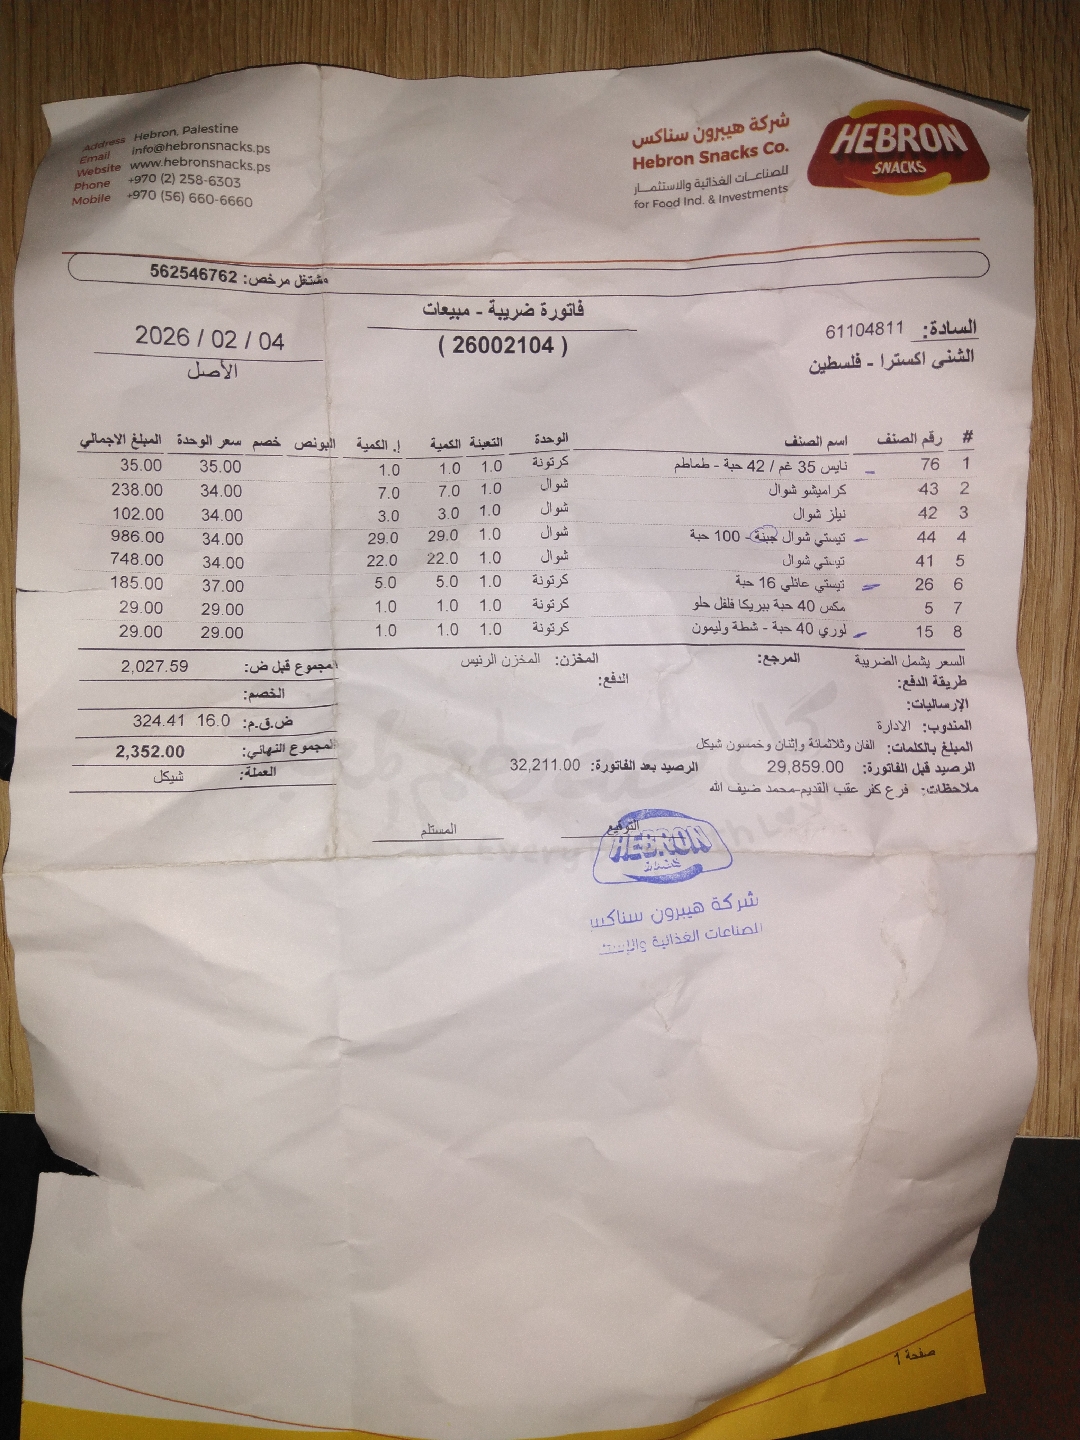 Address Hebron, Palestine
Email info@hebronsnacks.ps
Website www.hebronsnacks.ps
Phone +970 (2) 258-6303
Mobile +970 (56) 660-6660
شركة هيبرون سناكس
Hebron Snacks Co.
للصناعــات الغذائية والاستثمــار
for Food Ind. & Investments
HEBRON
SNACKS
مشتغل مرخص: 562546762
فاتورة ضريبة - مبيعات
( 26002104 )
2026 / 02 / 04
الأصل
السادة: 61104811
الشني اكسترا - فلسطين
# رقم الصنف اسم الصنف الوحدة التعبئة الكمية إ. الكمية البونص خصم سعر الوحدة المبلغ الاجمالي
1 76 نايس 35 غم / 42 حبة - طماطم كرتونة 1.0 1.0 1.0 35.00 35.00
2 43 كراميشو شوال شوال 1.0 7.0 7.0 34.00 238.00
3 42 نيلز شوال شوال 1.0 3.0 3.0 34.00 102.00
4 44 تيستي شوال جبنة - 100 حبة شوال 1.0 29.0 29.0 34.00 986.00
5 41 تيستي شوال شوال 1.0 22.0 22.0 34.00 748.00
6 26 تيستي عائلي 16 حبة كرتونة 1.0 5.0 5.0 37.00 185.00
7 5 مكس 40 حبة بيريكا فلفل حلو كرتونة 1.0 1.0 1.0 29.00 29.00
8 15 لوري 40 حبة - شطة وليمون كرتونة 1.0 1.0 1.0 29.00 29.00
السعر يشمل الضريبة المرجع: المخزن: المخزن الرئيس
طريقة الدفع: الدفع:
الإرساليات:
المندوب: الادارة
المبلغ بالكلمات: الفان وثلاثمائة وإثنان وخمسون شيكل
الرصيد قبل الفاتورة: 29,859.00 الرصيد بعد الفاتورة: 32,211.00
ملاحظات: فرع كفر عقب القديم-محمد ضيف الله
المجموع قبل ض: 2,027.59
الخصم:
ض.ق.م: 16.0 324.41
المجموع النهائي: 2,352.00
العملة: شيكل
التوقيع المستلم
HEBRON
شركة هيبرون سناكس
للصناعات الغذائية
صفحة 1